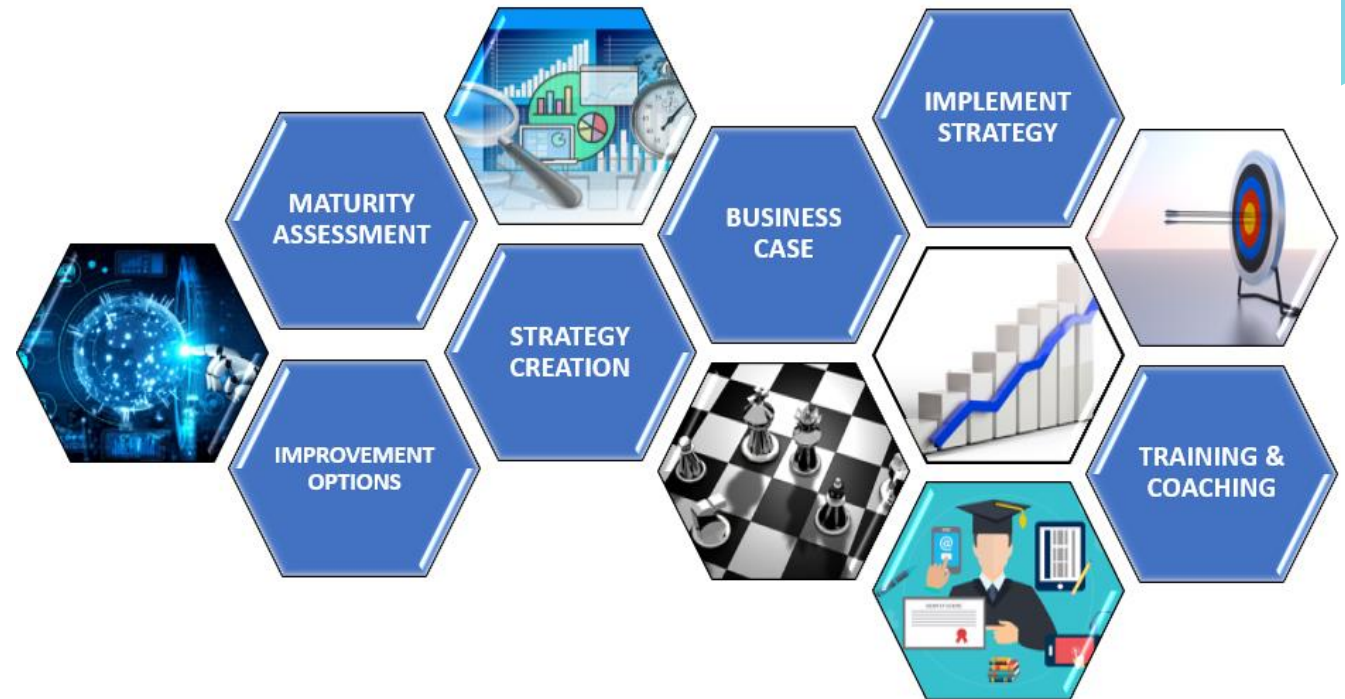 MATURITY
ASSESSMENT
IMPROVEMENT
OPTIONS
STRATEGY
CREATION
BUSINESS
CASE
IMPLEMENT
STRATEGY
TRAINING &
COACHING
@